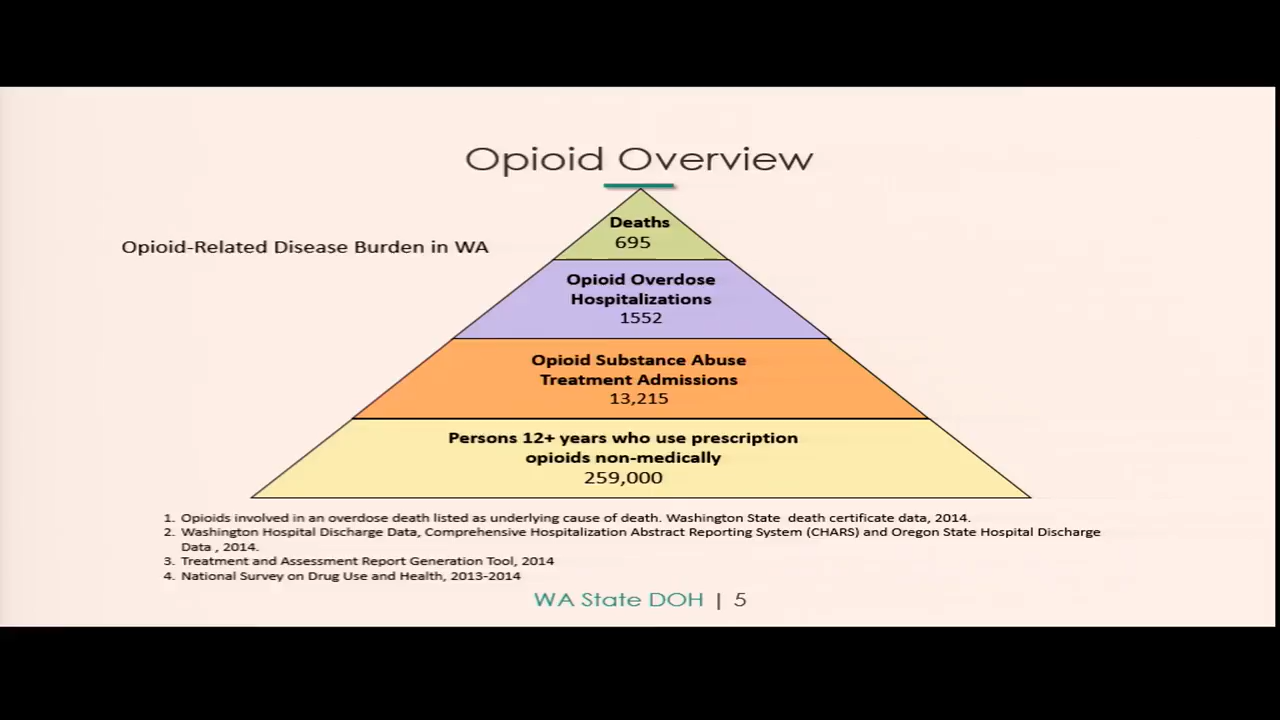 Opioid Overview
Opioid-Related Disease Burden in WA
Deaths
695
Opioid Overdose
Hospitalizations
1552
Opioid Substance Abuse
Treatment Admissions
13,215
Persons 12+ years who use prescription
opioids non-medically
259,000
1. Opioids involved in an overdose death listed as underlying cause of death. Washington State death certificate data, 2014.
2. Washington Hospital Discharge Data, Comprehensive Hospitalization Abstract Reporting System (CHARS) and Oregon State Hospital Discharge
Data , 2014.
3. Treatment and Assessment Report Generation Tool, 2014
4. National Survey on Drug Use and Health, 2013-2014
WA State DOH | 5